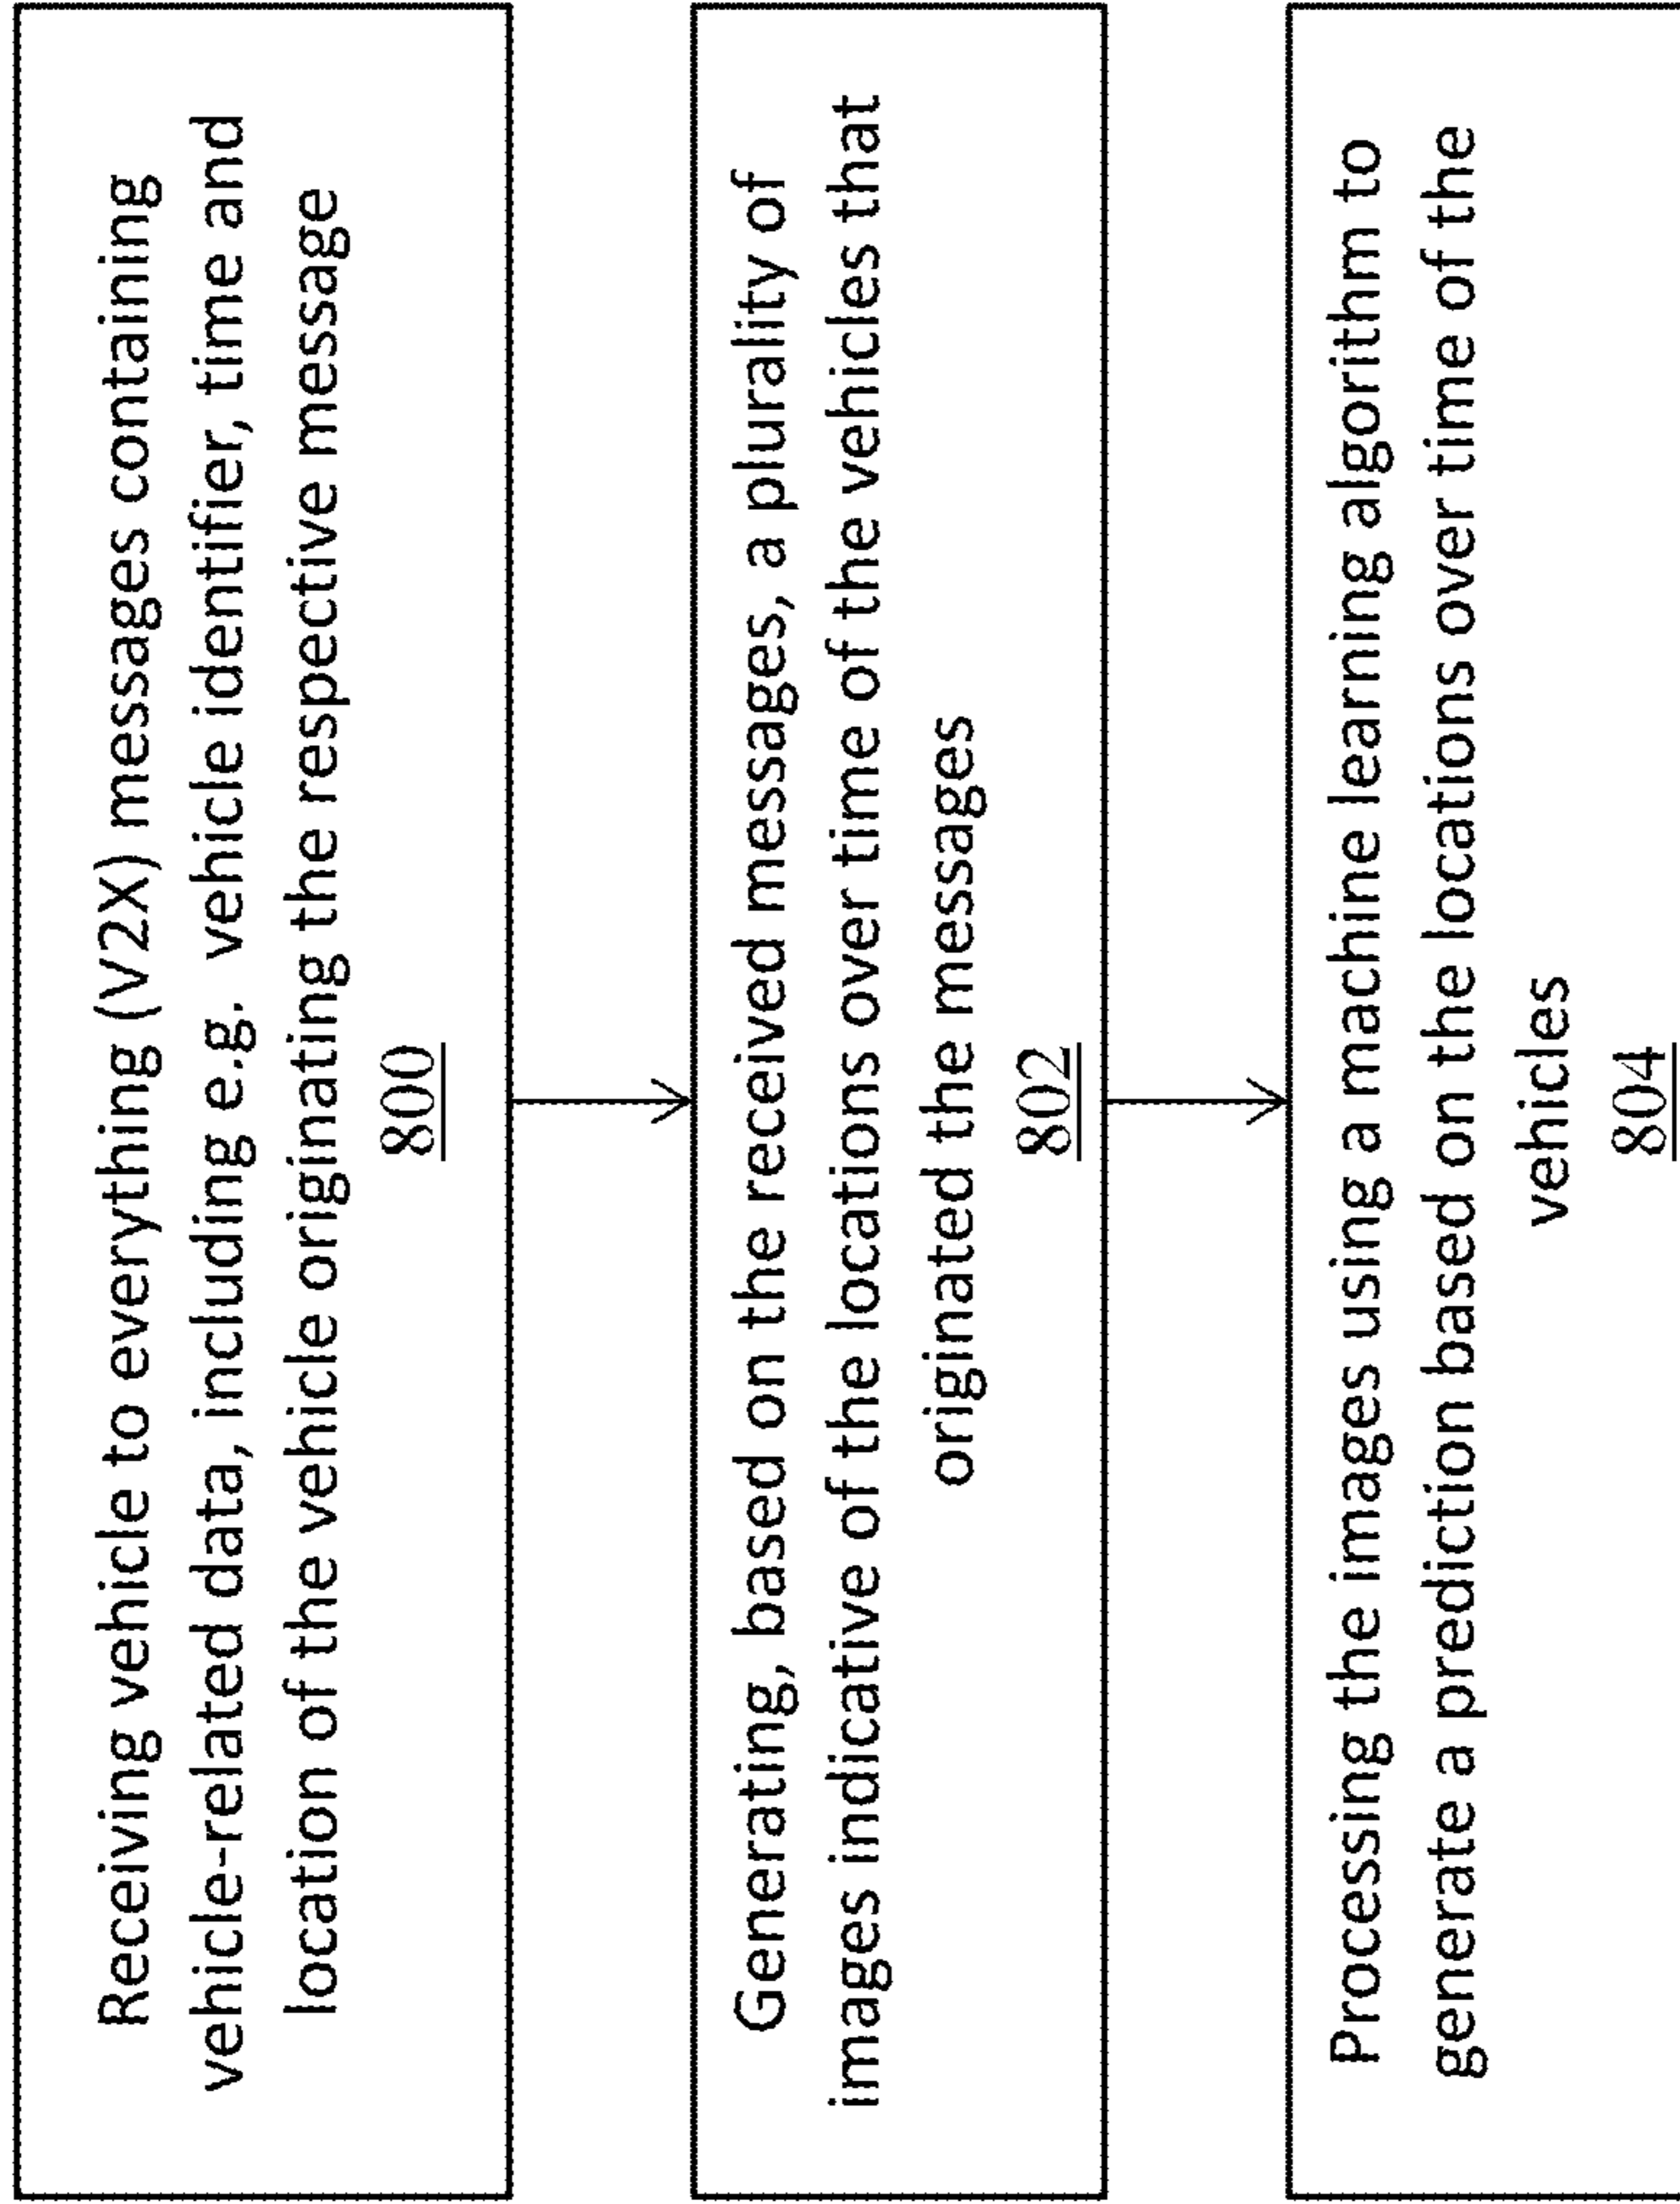 Receiving vehicle to everything (V2X) messages containing
vehicle-related data, including e.g. vehicle identifier, time and
location of the vehicle originating the respective message
800
Generating, based on the received messages, a plurality of
images indicative of the locations over time of the vehicles that
originated the messages
802
Processing the images using a machine learning algorithm to
generate a prediction based on the locations over time of the
vehicles
804